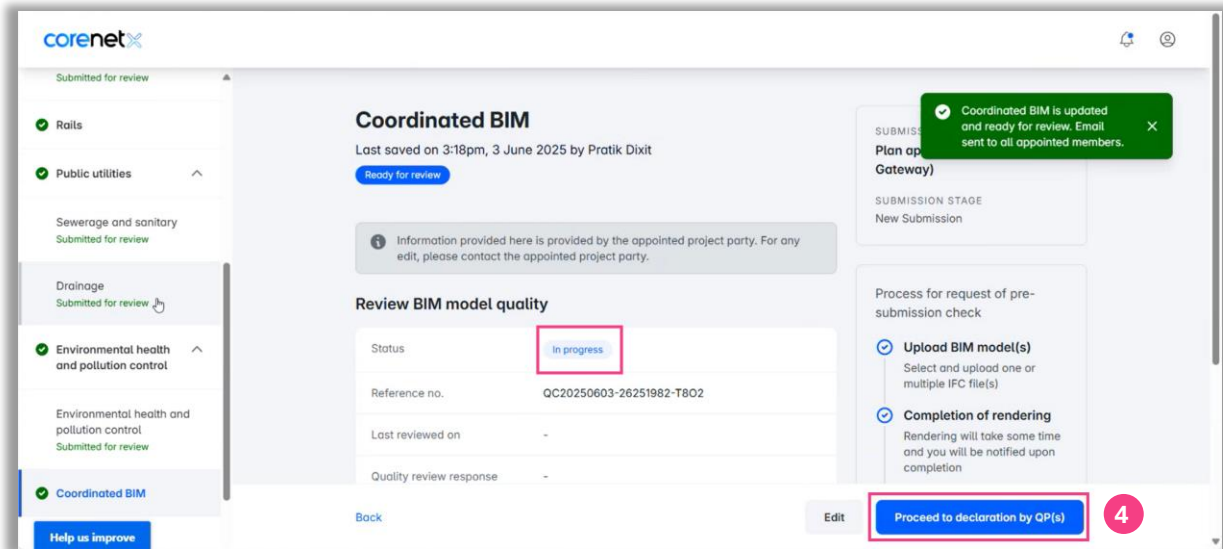 corenetx
Submitted for review
Rails
Public utilities
Sewerage and sanitary
Submitted for review
Drainage
Submitted for review
Environmental health
and pollution control
Environmental health and
pollution control
Submitted for review
Coordinated BIM
Help us improve
Coordinated BIM
Last saved on 3:18pm, 3 June 2025 by Pratik Dixit
Ready for review
Information provided here is provided by the appointed project party. For any
edit, please contact the appointed project party.
Review BIM model quality
Status
In progress
Reference no.
QC20250603-26251982-T8O2
Last reviewed on
-
Quality review response
-
Back
Edit
Proceed to declaration by QP(s)
4
Coordinated BIM is updated
and ready for review. Email
sent to all appointed members.
Plan
Gateway)
SUBMISSION STAGE
New Submission
Process for request of pre-
submission check
Upload BIM model(s)
Select and upload one or
multiple IFC file(s)
Completion of rendering
Rendering will take some time
and you will be notified upon
completion